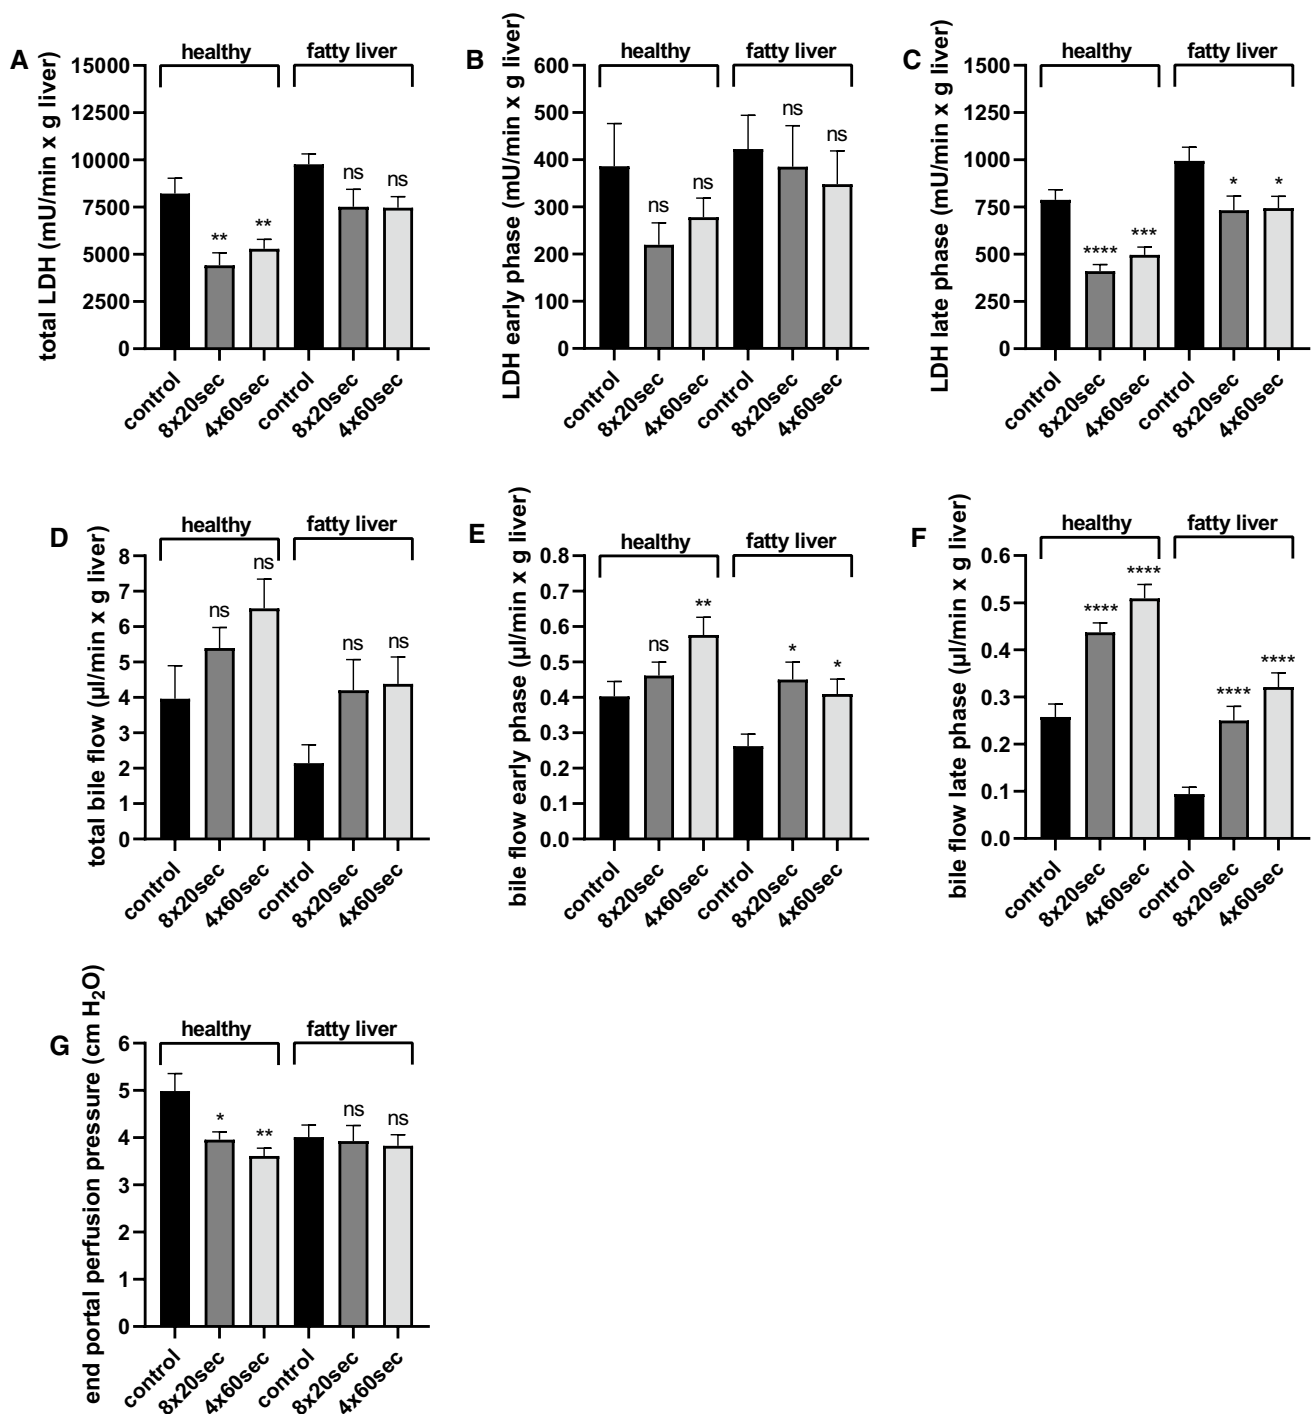 A
total LDH (mU/min x g liver)
healthy
fatty liver
15000
12500
10000
7500
5000
2500
0
**
**
ns
ns
control
8x20sec
4x60sec
control
8x20sec
4x60sec
B
LDH early phase (mU/min x g liver)
healthy
fatty liver
600
500
400
300
200
100
0
ns
ns
ns
ns
control
8x20sec
4x60sec
control
8x20sec
4x60sec
C
LDH late phase (mU/min x g liver)
healthy
fatty liver
1500
1250
1000
750
500
250
0
****
***
*
*
control
8x20sec
4x60sec
control
8x20sec
4x60sec
D
total bile flow (µl/min x g liver)
healthy
fatty liver
8
7
6
5
4
3
2
1
0
ns
ns
ns
ns
control
8x20sec
4x60sec
control
8x20sec
4x60sec
E
bile flow early phase (µl/min x g liver)
healthy
fatty liver
0.8
0.7
0.6
0.5
0.4
0.3
0.2
0.1
0.0
ns
**
*
*
control
8x20sec
4x60sec
control
8x20sec
4x60sec
F
bile flow late phase (µl/min x g liver)
healthy
fatty liver
0.6
0.5
0.4
0.3
0.2
0.1
0.0
****
****
****
****
control
8x20sec
4x60sec
control
8x20sec
4x60sec
G
end portal perfusion pressure (cm H₂O)
healthy
fatty liver
6
5
4
3
2
1
0
*
**
ns
ns
control
8x20sec
4x60sec
control
8x20sec
4x60sec